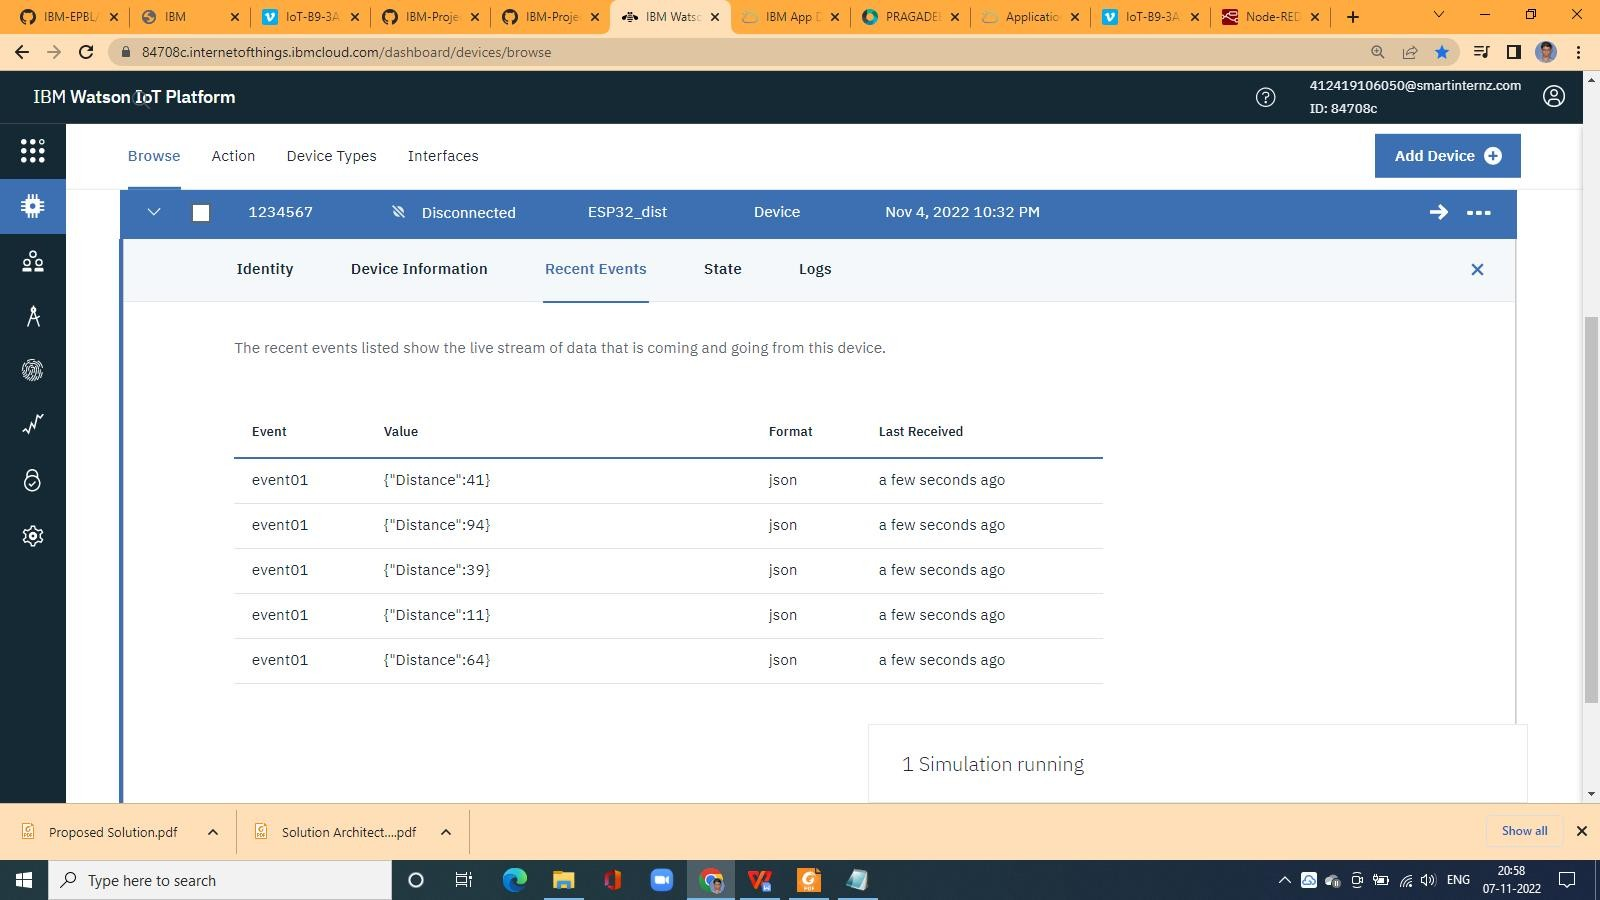 IBM-EPBL/
IBM
IoT-B9-3A
IBM-Proje
IBM-Proje
IBM Watso
IBM App D
PRAGADEE
Applicatio
IoT-B9-3A
Node-RED
84708c.internetofthings.ibmcloud.com/dashboard/devices/browse
IBM Watson IoT Platform
412419106050@smartinternz.com
ID: 84708c
Browse Action Device Types Interfaces
Add Device
1234567 Disconnected ESP32_dist Device Nov 4, 2022 10:32 PM
Identity Device Information Recent Events State Logs
The recent events listed show the live stream of data that is coming and going from this device.
Event Value Format Last Received
event01 {"Distance":41} json a few seconds ago
event01 {"Distance":94} json a few seconds ago
event01 {"Distance":39} json a few seconds ago
event01 {"Distance":11} json a few seconds ago
event01 {"Distance":64} json a few seconds ago
1 Simulation running
Proposed Solution.pdf
Solution Architect....pdf
Show all
Type here to search
ENG
20:58
07-11-2022